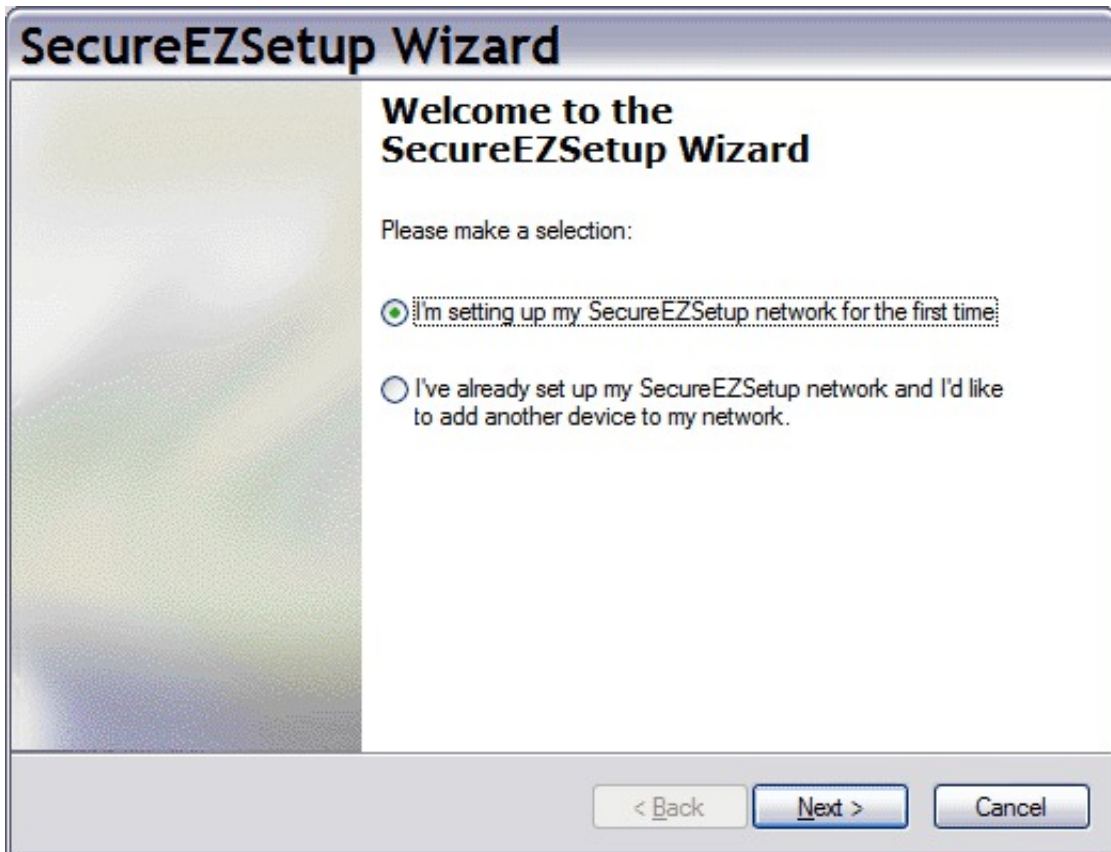 SecureEZSetup Wizard
Welcome to the
SecureEZSetup Wizard
Please make a selection:
I'm setting up my SecureEZSetup network for the first time
I've already set up my SecureEZSetup network and I'd like
to add another device to my network.
< Back
Next >
Cancel